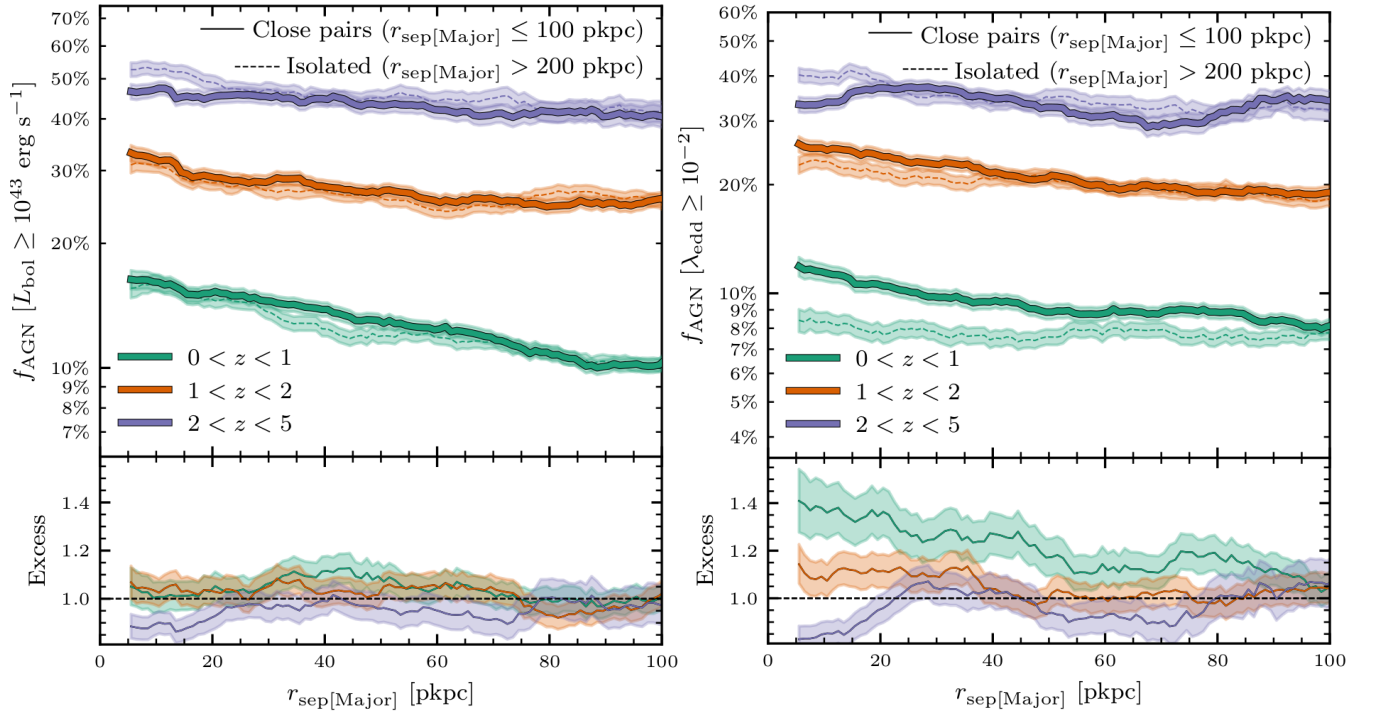 70%
60%
50%
40%
30%
20%
10%
9%
8%
7%
f_AGN [L_bol ≥ 10^43 erg s^−1]
Close pairs (r_sep[Major] ≤ 100 pkpc)
Isolated (r_sep[Major] > 200 pkpc)
0 < z < 1
1 < z < 2
2 < z < 5
Excess
1.4
1.2
1.0
0 20 40 60 80 100
r_sep[Major] [pkpc]
60%
50%
40%
30%
20%
10%
9%
8%
7%
6%
5%
4%
f_AGN [λ_edd ≥ 10^−2]
Close pairs (r_sep[Major] ≤ 100 pkpc)
Isolated (r_sep[Major] > 200 pkpc)
0 < z < 1
1 < z < 2
2 < z < 5
Excess
1.4
1.2
1.0
0 20 40 60 80 100
r_sep[Major] [pkpc]